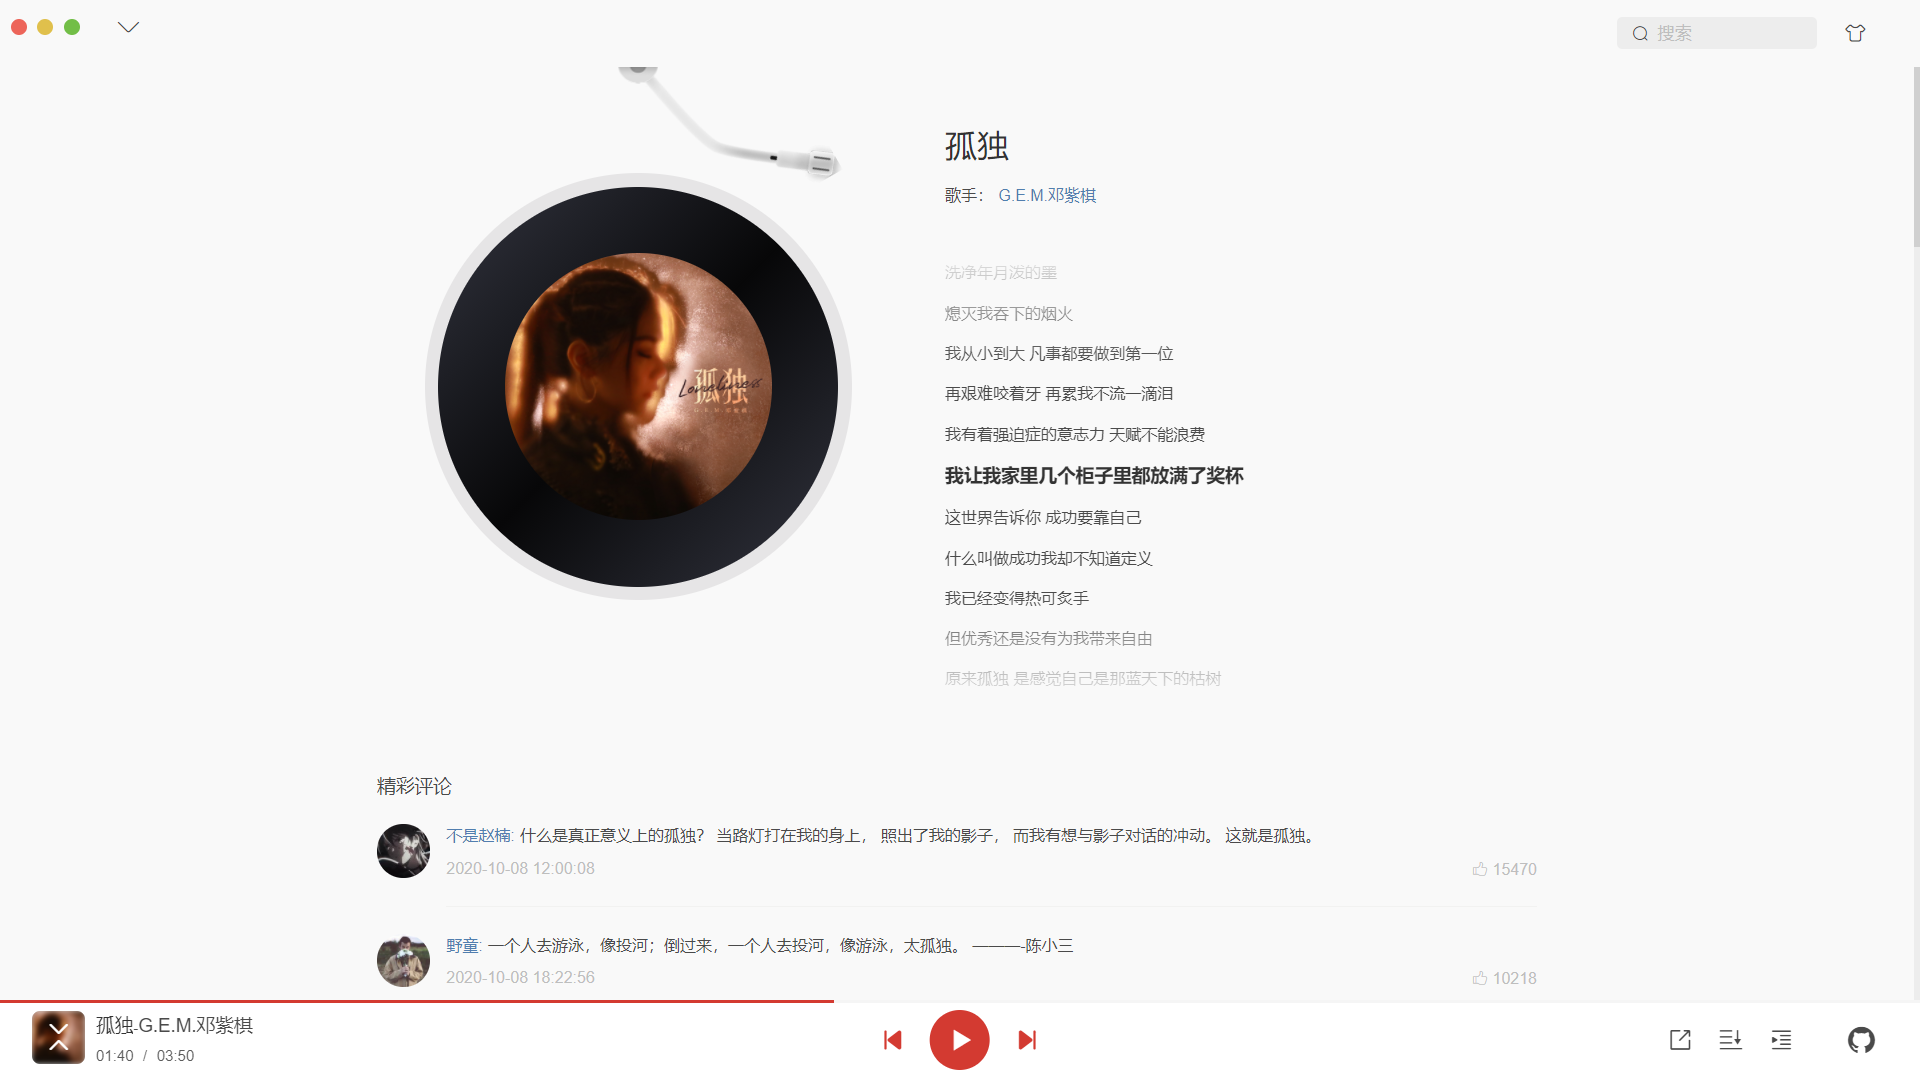 搜索
孤独
歌手： G.E.M.邓紫棋
洗净年月泼的墨
熄灭我吞下的烟火
我从小到大 凡事都要做到第一位
再艰难咬着牙 再累我不流一滴泪
我有着强迫症的意志力 天赋不能浪费
我让我家里几个柜子里都放满了奖杯
这世界告诉你 成功要靠自己
什么叫做成功我却不知道定义
我已经变得热可炙手
但优秀还是没有为我带来自由
原来孤独 是感觉自己是那蓝天下的枯树
孤独
Loneliness
G.E.M.邓紫棋
精彩评论
不是赵楠: 什么是真正意义上的孤独？ 当路灯打在我的身上， 照出了我的影子， 而我有想与影子对话的冲动。 这就是孤独。
2020-10-08 12:00:08
15470
野童: 一个人去游泳，像投河；倒过来，一个人去投河，像游泳，太孤独。 ———-陈小三
2020-10-08 18:22:56
10218
孤独-G.E.M.邓紫棋
01:40 / 03:50